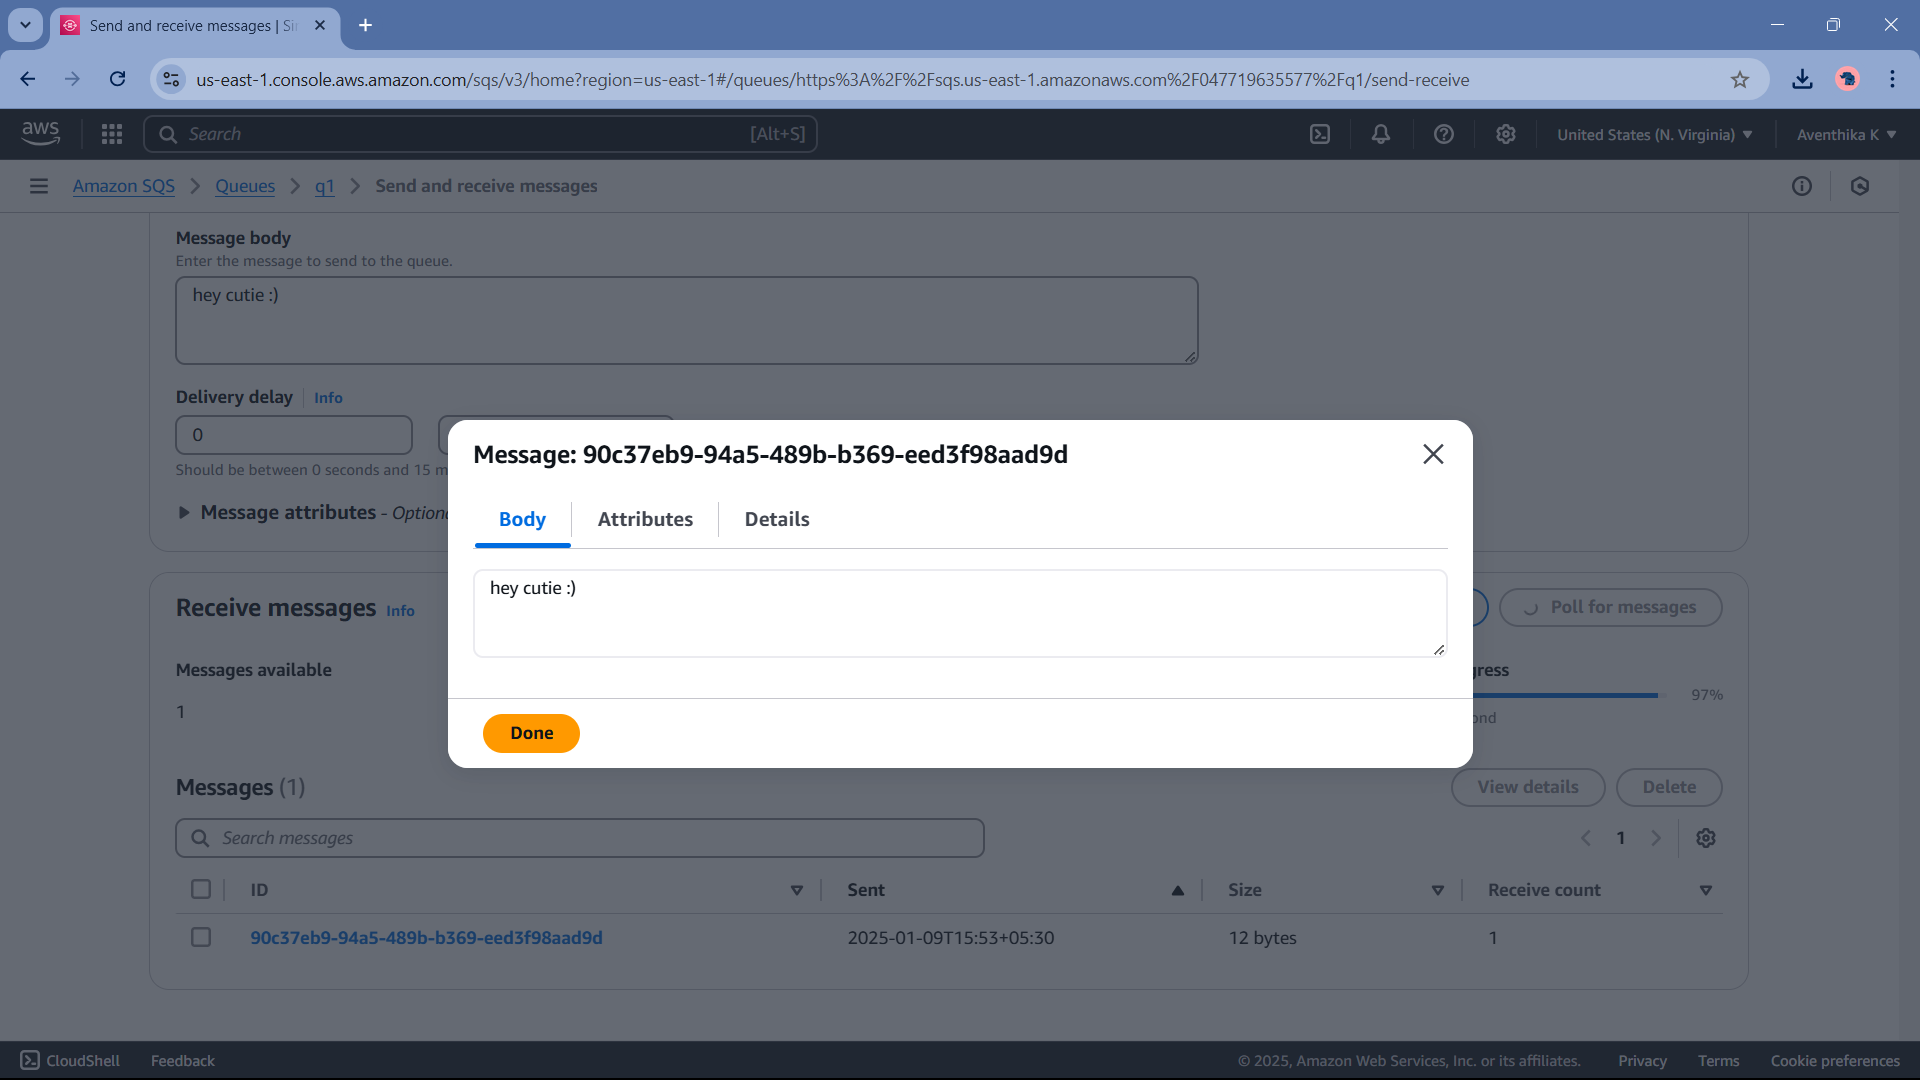 Send and receive messages | Si
us-east-1.console.aws.amazon.com/sqs/v3/home?region=us-east-1#/queues/https%3A%2F%2Fsqs.us-east-1.amazonaws.com%2F047719635577%2Fq1/send-receive
aws
Search
[Alt+S]
United States (N. Virginia)
Aventhika K
Amazon SQS
Queues
q1
Send and receive messages
Message body
Enter the message to send to the queue.
hey cutie :)
Delivery delay
Info
0
Should be between 0 seconds and 15 m
Message attributes - Optional
Message: 90c37eb9-94a5-489b-b369-eed3f98aad9d
Body
Attributes
Details
hey cutie :)
Done
Receive messages
Info
Poll for messages
Messages available
1
gress
97%
ond
Messages (1)
View details
Delete
Search messages
1
ID
Sent
Size
Receive count
90c37eb9-94a5-489b-b369-eed3f98aad9d
2025-01-09T15:53+05:30
12 bytes
1
CloudShell
Feedback
© 2025, Amazon Web Services, Inc. or its affiliates.
Privacy
Terms
Cookie preferences